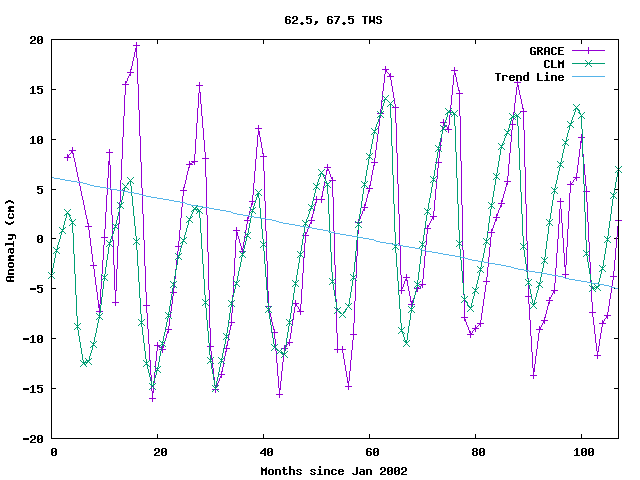 62.5, 67.5 TWS
GRACE
CLM
Trend Line
20
15
10
5
0
-5
-10
-15
-20
Anomaly (cm)
0 20 40 60 80 100
Months since Jan 2002